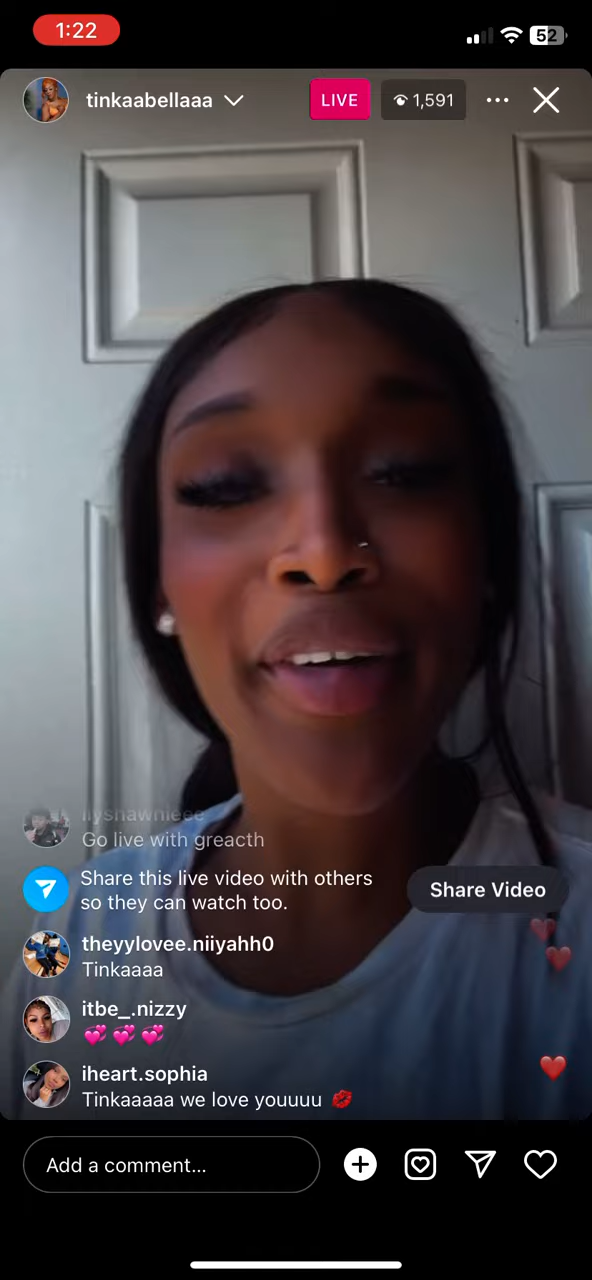 1:22
52
tinkaabellaaa
LIVE
1,591
ilyshawnieee
Go live with greacth
Share this live video with others
so they can watch too.
Share Video
theyylovee.niiyahh0
Tinkaaaa
itbe_.nizzy
💞💞💞
iheart.sophia
Tinkaaaaa we love youuuu 💋
Add a comment...